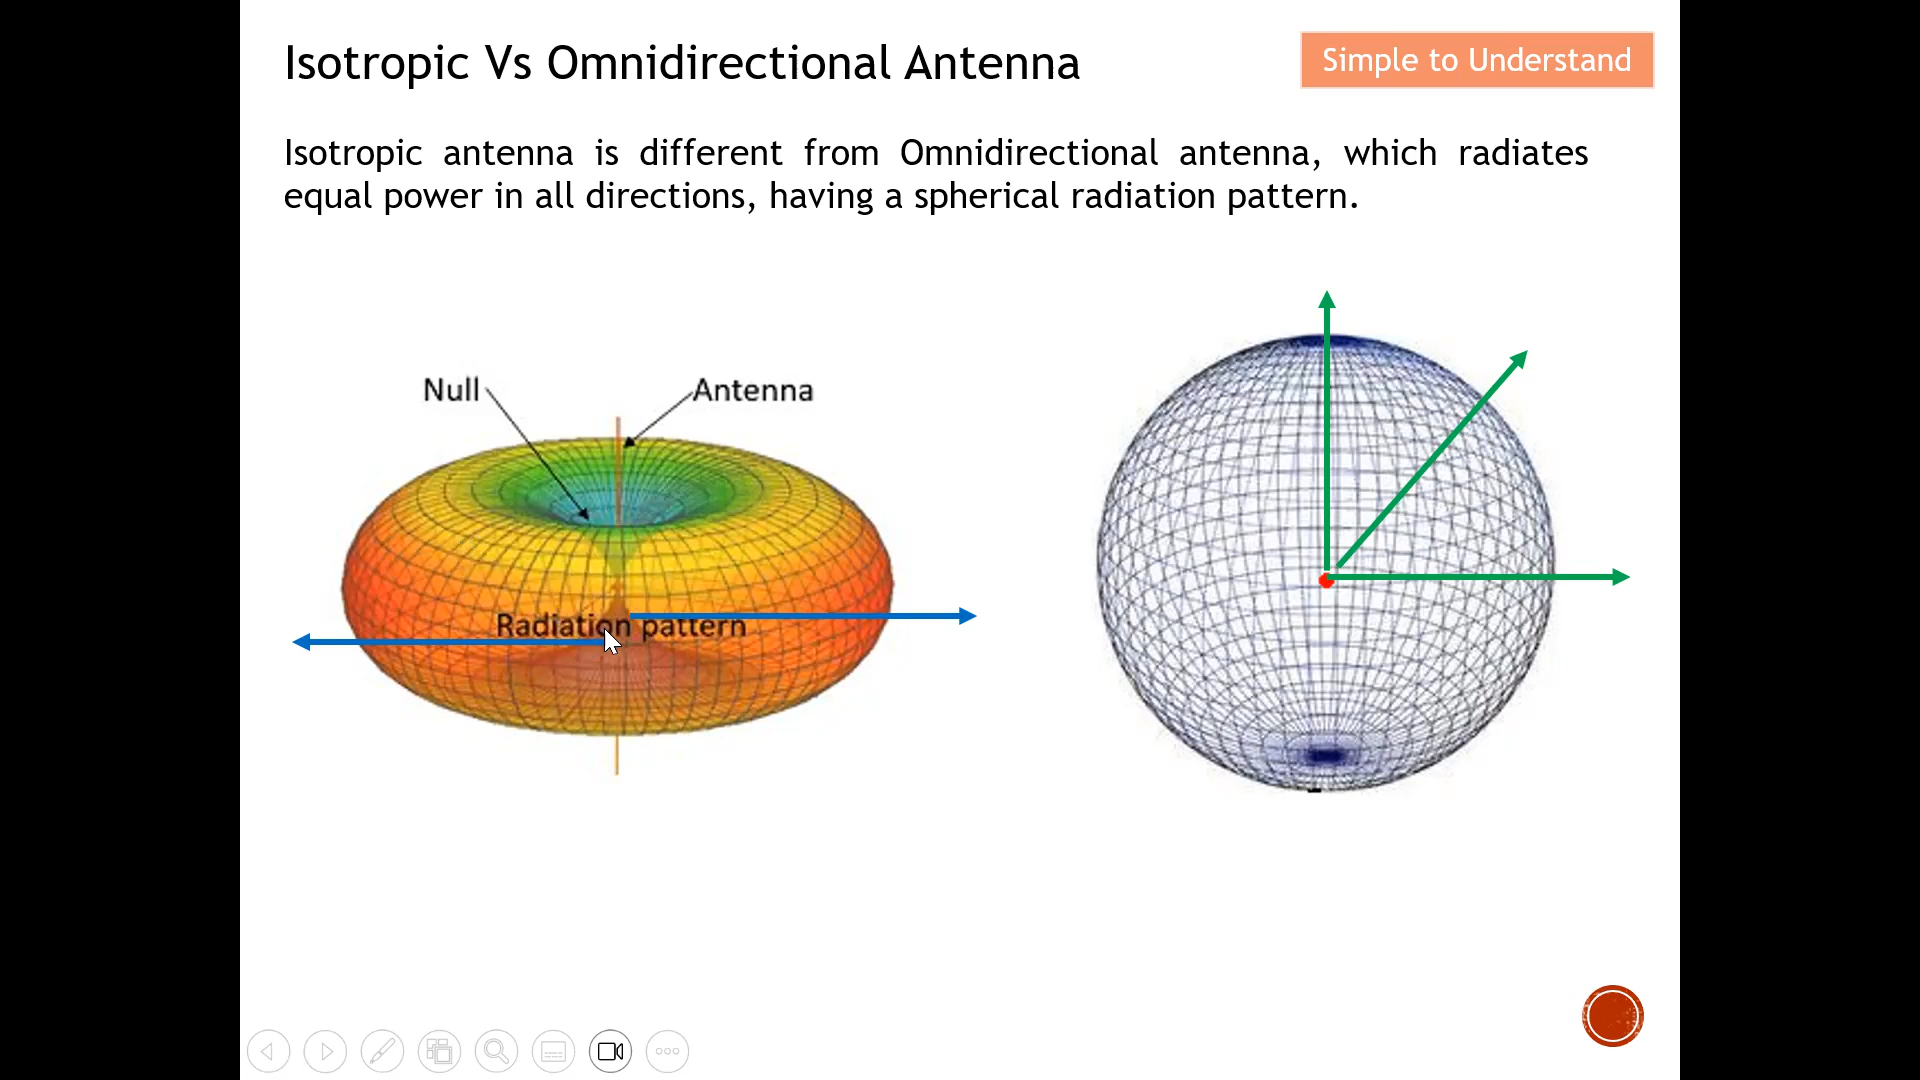 Isotropic Vs Omnidirectional Antenna
Simple to Understand
Isotropic antenna is different from Omnidirectional antenna, which radiates
equal power in all directions, having a spherical radiation pattern.
Null
Antenna
Radiation pattern